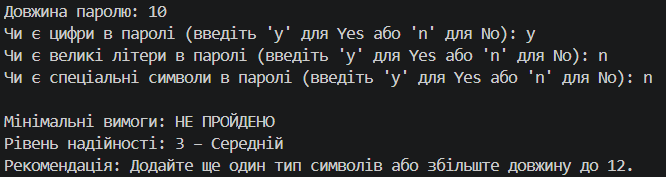 Довжина паролю: 10
Чи є цифри в паролі (введіть 'y' для Yes або 'n' для No): y
Чи є великі літери в паролі (введіть 'y' для Yes або 'n' для No): n
Чи є спеціальні символи в паролі (введіть 'y' для Yes або 'n' для No): n
Мінімальні вимоги: НЕ ПРОЙДЕНО
Рівень надійності: 3 – Середній
Рекомендація: Додайте ще один тип символів або збільште довжину до 12.